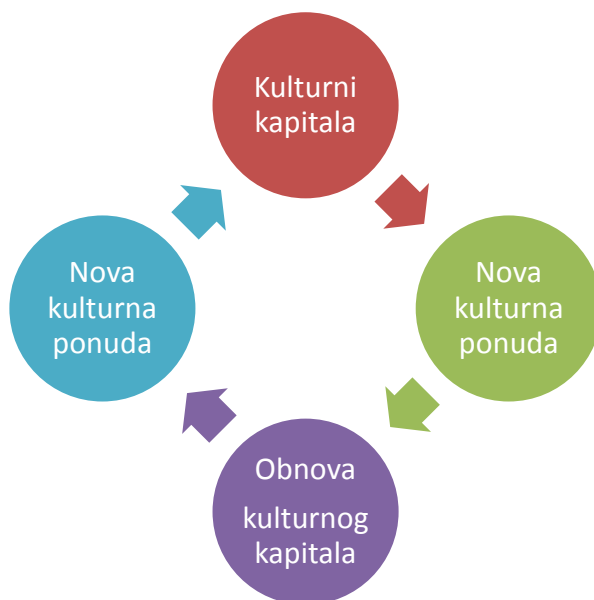 Kulturni
kapitala
Nova
kulturna
ponuda
Obnova
kulturnog
kapitala
Nova
kulturna
ponuda